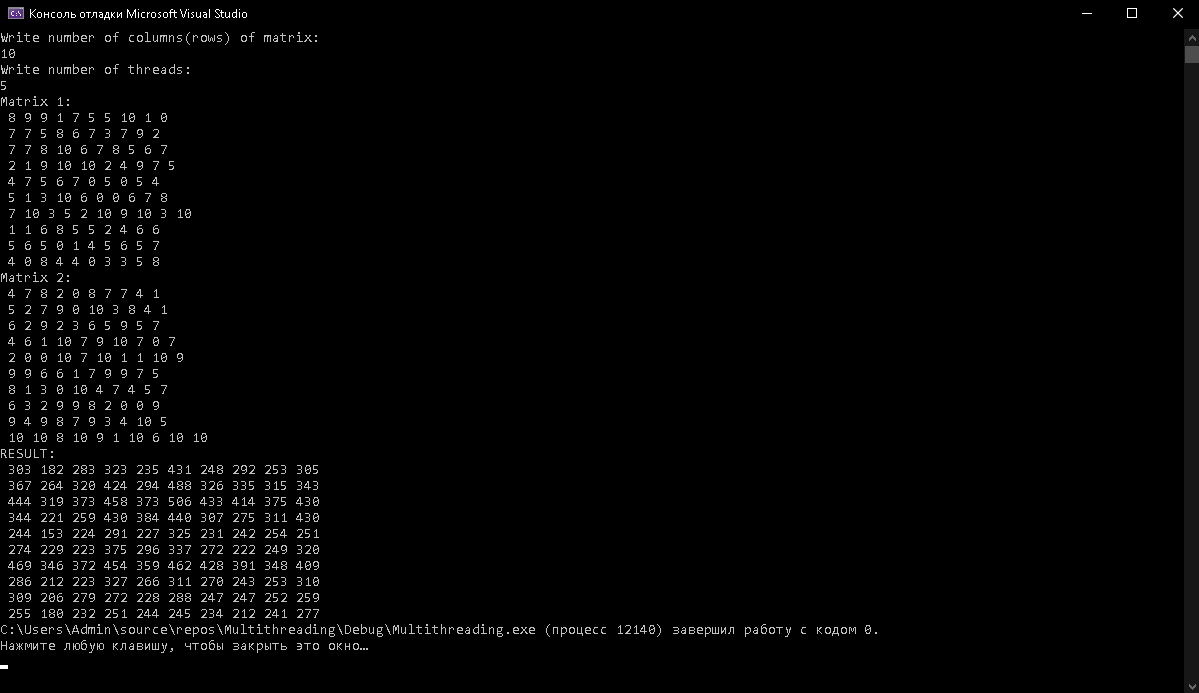 Консоль отладки Microsoft Visual Studio
Write number of columns(rows) of matrix:
10
Write number of threads:
5
Matrix 1:
8 9 9 1 7 5 5 10 1 0
7 7 5 8 6 7 3 7 9 2
7 7 8 10 6 7 8 5 6 7
2 1 9 10 10 2 4 9 7 5
4 7 5 6 7 0 5 0 5 4
5 1 3 10 6 0 0 6 7 8
7 10 3 5 2 10 9 10 3 10
1 1 6 8 5 5 2 4 6 6
5 6 5 0 1 4 5 6 5 7
4 0 8 4 4 0 3 3 5 8
Matrix 2:
4 7 8 2 0 8 7 7 4 1
5 2 7 9 0 10 3 8 4 1
6 2 9 2 3 6 5 9 5 7
4 6 1 10 7 9 10 7 0 7
2 0 0 10 7 10 1 1 10 9
9 9 6 6 1 7 9 9 7 5
8 1 3 0 10 4 7 4 5 7
6 3 2 9 9 8 2 0 0 9
9 4 9 8 7 9 3 4 10 5
10 10 8 10 9 1 10 6 10 10
RESULT:
303 182 283 323 235 431 248 292 253 305
367 264 320 424 294 488 326 335 315 343
444 319 373 458 373 506 433 414 375 430
344 221 259 430 384 440 307 275 311 430
244 153 224 291 227 325 231 242 254 251
274 229 223 375 296 337 272 222 249 320
469 346 372 454 359 462 428 391 348 409
286 212 223 327 266 311 270 243 253 310
309 206 279 272 228 288 247 247 252 259
255 180 232 251 244 245 234 212 241 277
C:\Users\Admin\source\repos\Multithreading\Debug\Multithreading.exe (процесс 12140) завершил работу с кодом 0.
Нажмите любую клавишу, чтобы закрыть это окно…